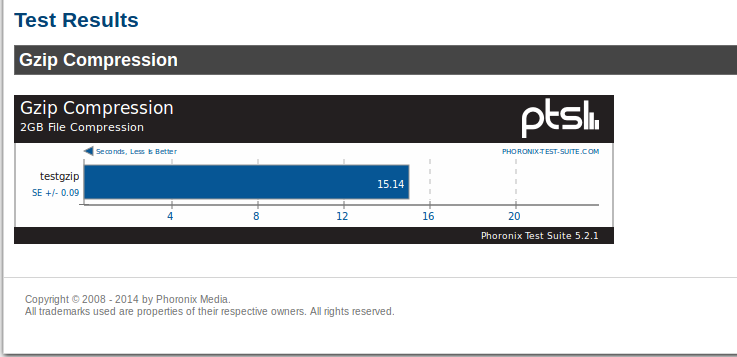 Test Results
Gzip Compression
Gzip Compression
2GB File Compression
ptsl
Seconds, Less Is Better
PHORONIX-TEST-SUITE.COM
testgzip
15.14
SE +/- 0.09
4 8 12 16 20
Phoronix Test Suite 5.2.1
Copyright © 2008 - 2014 by Phoronix Media.
All trademarks used are properties of their respective owners. All rights reserved.